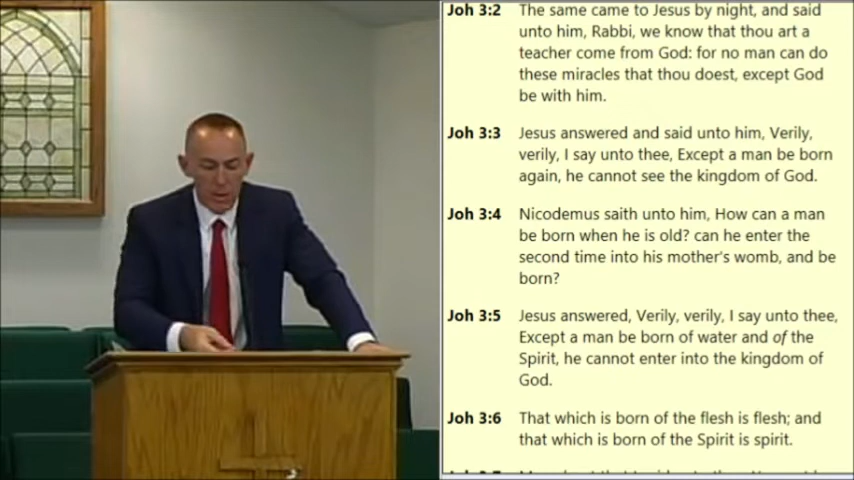 Joh 3:2 The same came to Jesus by night, and said
unto him, Rabbi, we know that thou art a
teacher come from God: for no man can do
these miracles that thou doest, except God
be with him.
Joh 3:3 Jesus answered and said unto him, Verily,
verily, I say unto thee, Except a man be born
again, he cannot see the kingdom of God.
Joh 3:4 Nicodemus saith unto him, How can a man
be born when he is old? can he enter the
second time into his mother's womb, and be
born?
Joh 3:5 Jesus answered, Verily, verily, I say unto thee,
Except a man be born of water and of the
Spirit, he cannot enter into the kingdom of
God.
Joh 3:6 That which is born of the flesh is flesh; and
that which is born of the Spirit is spirit.